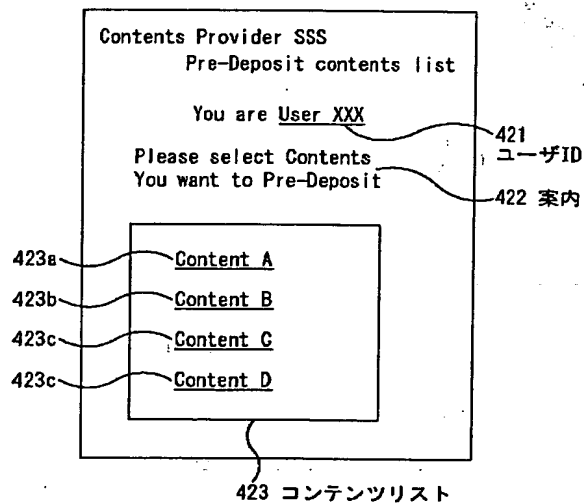 Contents Provider SSS
Pre-Deposit contents list
You are User XXX
421
ユーザID
Please select Contents
You want to Pre-Deposit
422 案内
423a Content A
423b Content B
423c Content C
423c Content D
423 コンテンツリスト